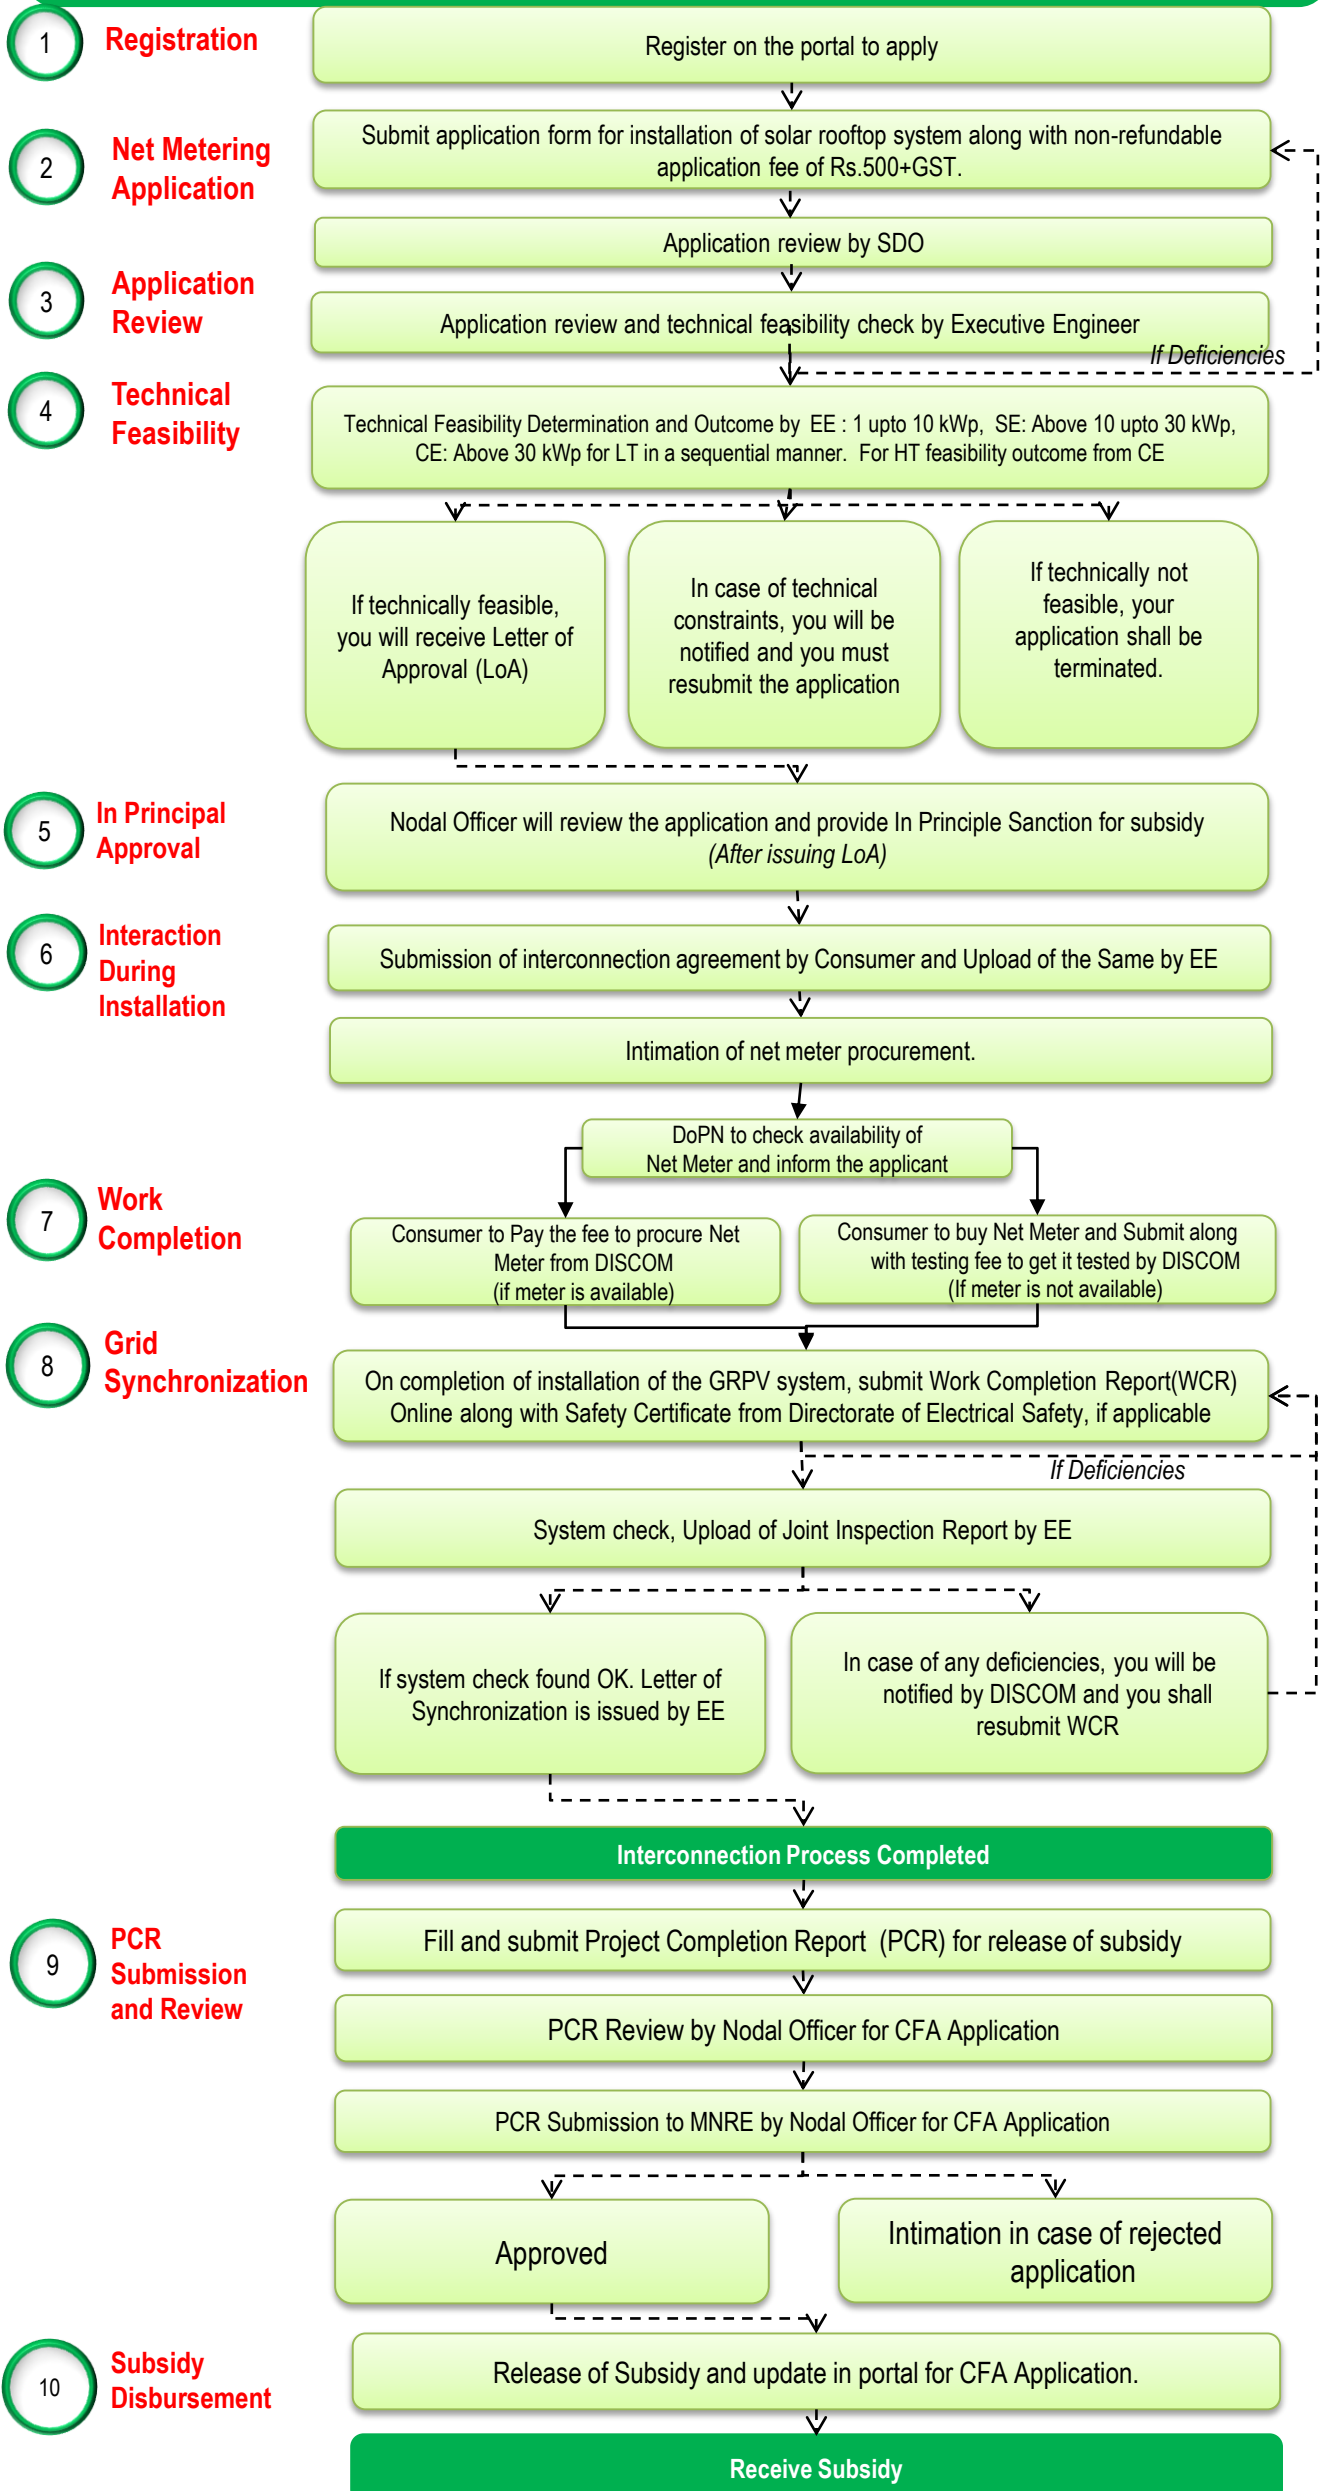 1
Registration
Register on the portal to apply
2
Net Metering
Application
Submit application form for installation of solar rooftop system along with non-refundable
application fee of Rs.500+GST.
Application review by SDO
3
Application
Review
Application review and technical feasibility check by Executive Engineer
If Deficiencies
4
Technical
Feasibility
Technical Feasibility Determination and Outcome by EE : 1 upto 10 kWp, SE: Above 10 upto 30 kWp,
CE: Above 30 kWp for LT in a sequential manner. For HT feasibility outcome from CE
If technically feasible,
you will receive Letter of
Approval (LoA)
In case of technical
constraints, you will be
notified and you must
resubmit the application
If technically not
feasible, your
application shall be
terminated.
5
In Principal
Approval
Nodal Officer will review the application and provide In Principle Sanction for subsidy
(After issuing LoA)
6
Interaction
During
Installation
Submission of interconnection agreement by Consumer and Upload of the Same by EE
Intimation of net meter procurement.
DoPN to check availability of
Net Meter and inform the applicant
7
Work
Completion
Consumer to Pay the fee to procure Net
Meter from DISCOM
(if meter is available)
Consumer to buy Net Meter and Submit along
with testing fee to get it tested by DISCOM
(If meter is not available)
8
Grid
Synchronization
On completion of installation of the GRPV system, submit Work Completion Report(WCR)
Online along with Safety Certificate from Directorate of Electrical Safety, if applicable
If Deficiencies
System check, Upload of Joint Inspection Report by EE
If system check found OK. Letter of
Synchronization is issued by EE
In case of any deficiencies, you will be
notified by DISCOM and you shall
resubmit WCR
Interconnection Process Completed
9
PCR
Submission
and Review
Fill and submit Project Completion Report (PCR) for release of subsidy
PCR Review by Nodal Officer for CFA Application
PCR Submission to MNRE by Nodal Officer for CFA Application
Approved
Intimation in case of rejected
application
10
Subsidy
Disbursement
Release of Subsidy and update in portal for CFA Application.
Receive Subsidy